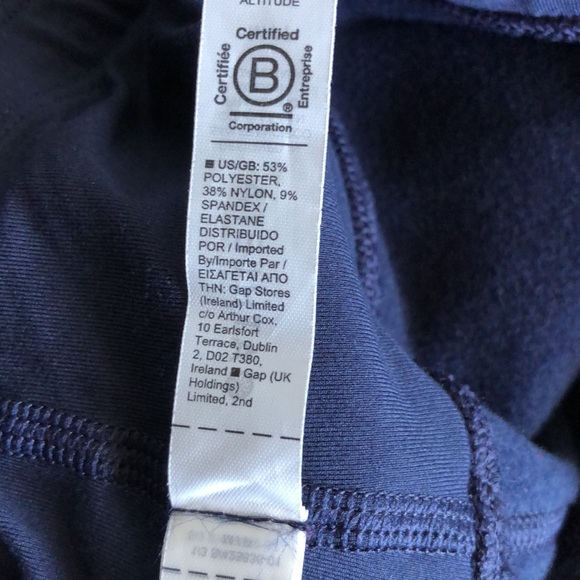 ALTITUDE
Certified
Certifiée
B
®
Entreprise
Corporation
■ US/GB: 53%
POLYESTER,
38% NYLON, 9%
SPANDEX /
ELASTANE
DISTRIBUIDO
POR / Imported
By/Importe Par /
ΕΙΣΑΓΕΤΑΙ ΑΠΟ
ΤΗΝ: Gap Stores
(Ireland) Limited
c/o Arthur Cox,
10 Earlsfort
Terrace, Dublin
2, D02 T380,
Ireland ■ Gap (UK
Holdings)
Limited, 2nd